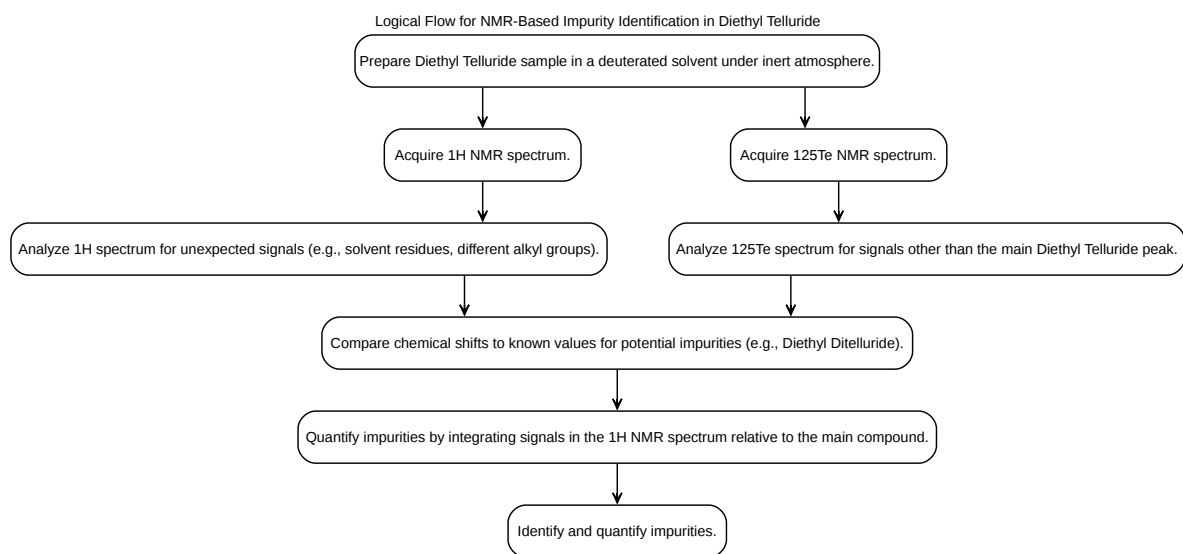 Logical Flow for NMR-Based Impurity Identification in Diethyl Telluride
Prepare Diethyl Telluride sample in a deuterated solvent under inert atmosphere.
Acquire 1H NMR spectrum.
Acquire 125Te NMR spectrum.
Analyze 1H spectrum for unexpected signals (e.g., solvent residues, different alkyl groups).
Analyze 125Te spectrum for signals other than the main Diethyl Telluride peak.
Compare chemical shifts to known values for potential impurities (e.g., Diethyl Ditelluride).
Quantify impurities by integrating signals in the 1H NMR spectrum relative to the main compound.
Identify and quantify impurities.